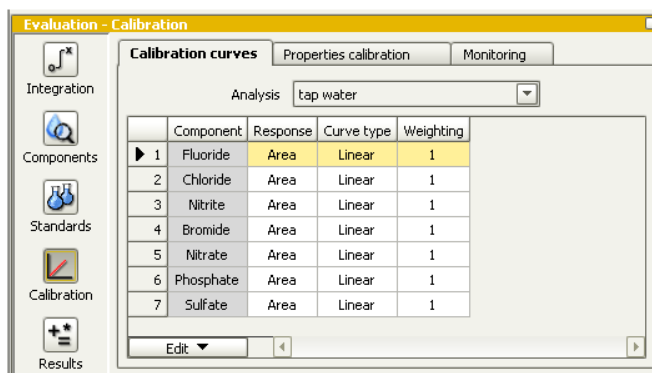 Evaluation - Calibration
Integration
Components
Standards
Calibration
Results
Calibration curves Properties calibration Monitoring
Analysis tap water
Component Response Curve type Weighting
1 Fluoride Area Linear 1
2 Chloride Area Linear 1
3 Nitrite Area Linear 1
4 Bromide Area Linear 1
5 Nitrate Area Linear 1
6 Phosphate Area Linear 1
7 Sulfate Area Linear 1
Edit